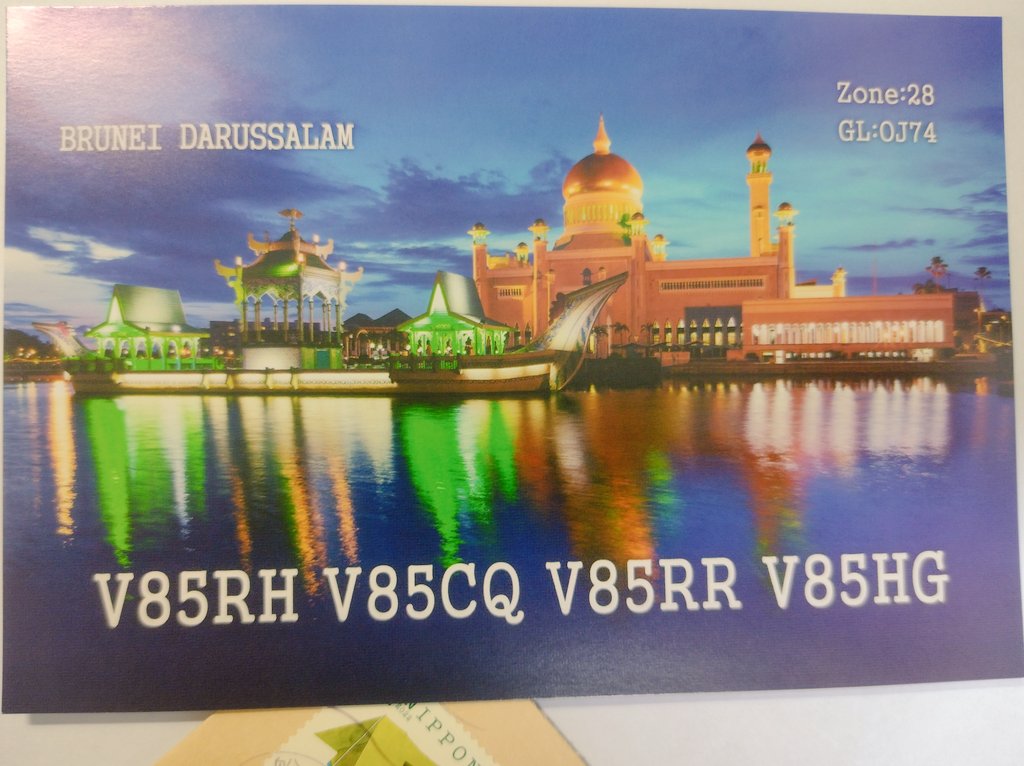 BRUNEI DARUSSALAM
Zone:28
GL:OJ74
V85RH V85CQ V85RR V85HG
NIPPON